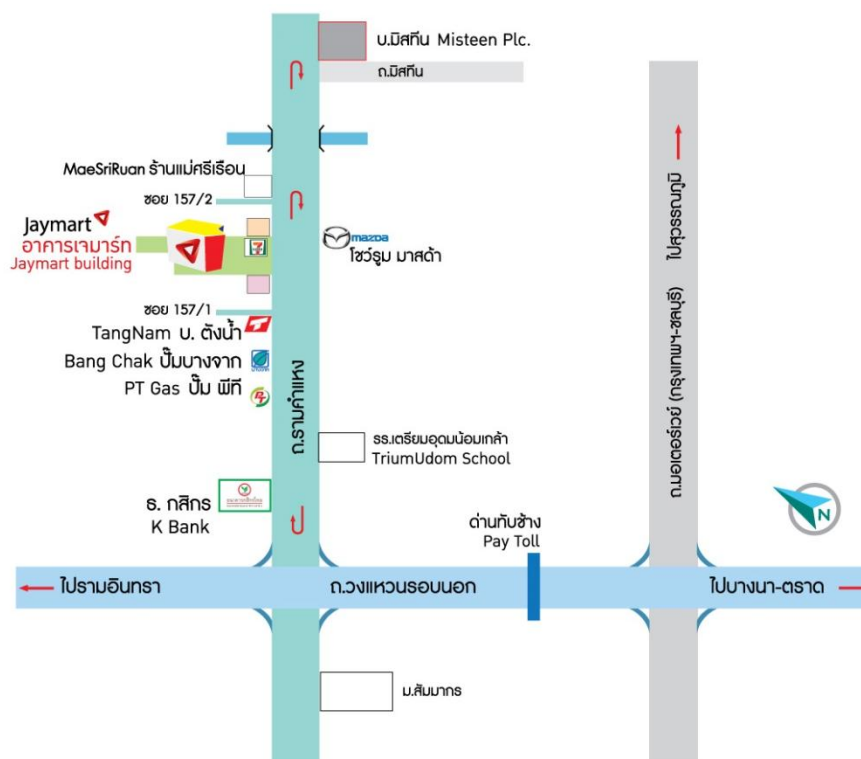 บ.มิสทีน Misteen Plc.
ถ.มิสทีน
MaeSriRuan ร้านแม่ศรีเรือน
ซอย 157/2
Jaymart
อาคารเจมาร์ท
Jaymart building
mazda
โชว์รูม มาสด้า
ซอย 157/1
TangNam บ. ตังน้ำ
Bang Chak ปั๊มบางจาก
PT Gas ปั๊ม พีที
PT
ถ.รามคำแหง
ไปสุวรรณภูมิ
ถ.มอเตอร์เวย์ (กรุงเทพฯ-ชลบุรี)
รร.เตรียมอุดมน้อมเกล้า
TriumUdom School
ธ. กสิกร
K Bank
ด่านทับช้าง
Pay Toll
N
ไปรามอินทรา
ถ.วงแหวนรอบนอก
ไปบางนา-ตราด
ม.สัมมากร